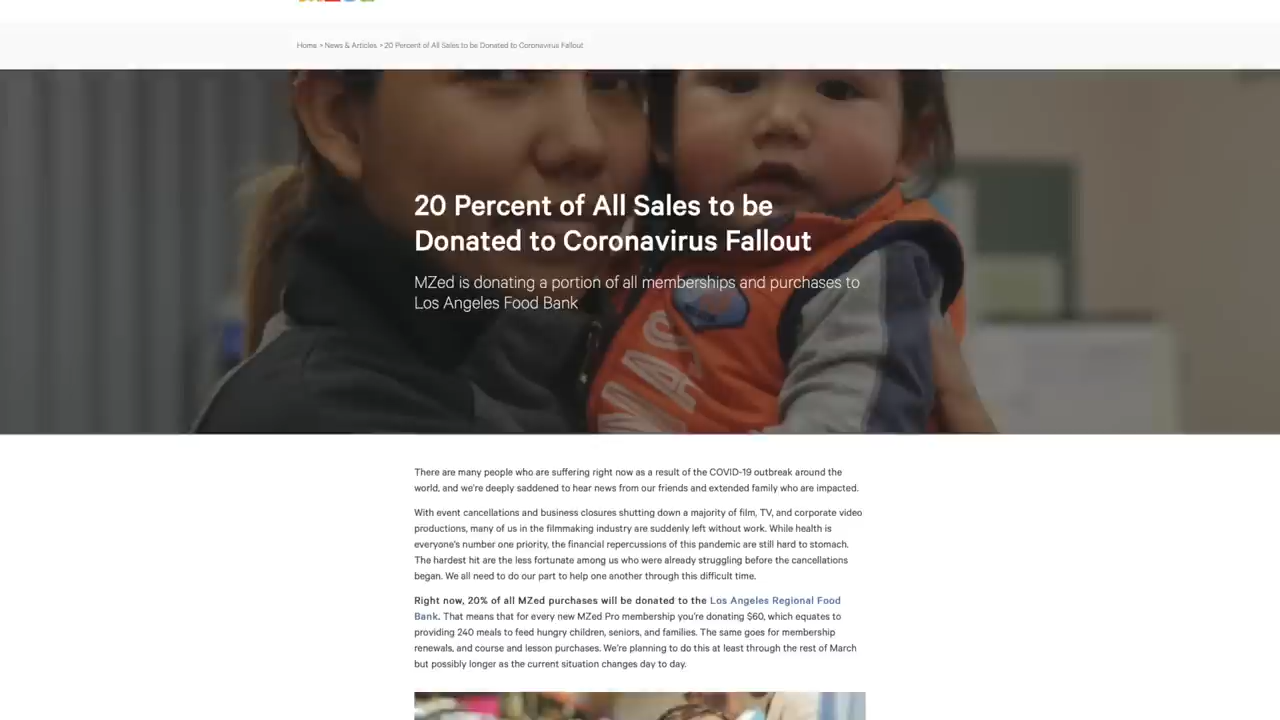 Home > News & Articles > 20 Percent of All Sales to be Donated to Coronavirus Fallout
20 Percent of All Sales to be
Donated to Coronavirus Fallout
MZed is donating a portion of all memberships and purchases to
Los Angeles Food Bank
There are many people who are suffering right now as a result of the COVID-19 outbreak around the
world, and we're deeply saddened to hear news from our friends and extended family who are impacted.
With event cancellations and business closures shutting down a majority of film, TV, and corporate video
productions, many of us in the filmmaking industry are suddenly left without work. While health is
everyone's number one priority, the financial repercussions of this pandemic are still hard to stomach.
The hardest hit are the less fortunate among us who were already struggling before the cancellations
began. We all need to do our part to help one another through this difficult time.
Right now, 20% of all MZed purchases will be donated to the Los Angeles Regional Food
Bank. That means that for every new MZed Pro membership you're donating $60, which equates to
providing 240 meals to feed hungry children, seniors, and families. The same goes for membership
renewals, and course and lesson purchases. We're planning to do this at least through the rest of March
but possibly longer as the current situation changes day to day.